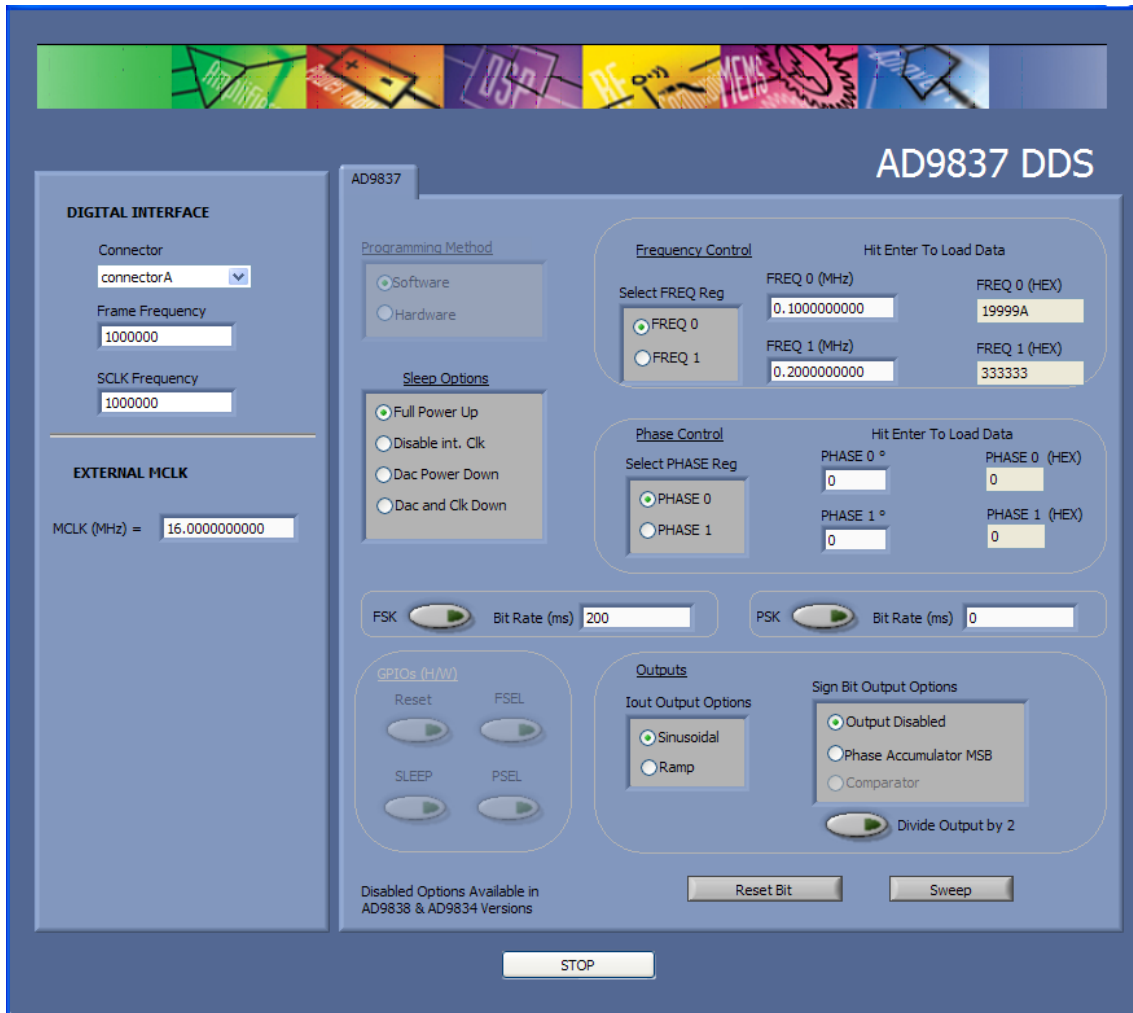 Amplifier
Power
DSP
RF
MEMS
AD9837 DDS
DIGITAL INTERFACE
Connector
connectorA
Frame Frequency
1000000
SCLK Frequency
1000000
EXTERNAL MCLK
MCLK (MHz) = 16.0000000000
AD9837
Programming Method
Software
Hardware
Sleep Options
Full Power Up
Disable int. Clk
Dac Power Down
Dac and Clk Down
Frequency Control
Hit Enter To Load Data
Select FREQ Reg
FREQ 0
FREQ 1
FREQ 0 (MHz)
0.1000000000
FREQ 1 (MHz)
0.2000000000
FREQ 0 (HEX)
19999A
FREQ 1 (HEX)
333333
Phase Control
Hit Enter To Load Data
Select PHASE Reg
PHASE 0
PHASE 1
PHASE 0 º
0
PHASE 1 º
0
PHASE 0 (HEX)
0
PHASE 1 (HEX)
0
FSK
Bit Rate (ms) 200
PSK
Bit Rate (ms) 0
GPIOs (H/W)
Reset
FSEL
SLEEP
PSEL
Outputs
Iout Output Options
Sinusoidal
Ramp
Sign Bit Output Options
Output Disabled
Phase Accumulator MSB
Comparator
Divide Output by 2
Disabled Options Available in
AD9838 & AD9834 Versions
Reset Bit
Sweep
STOP